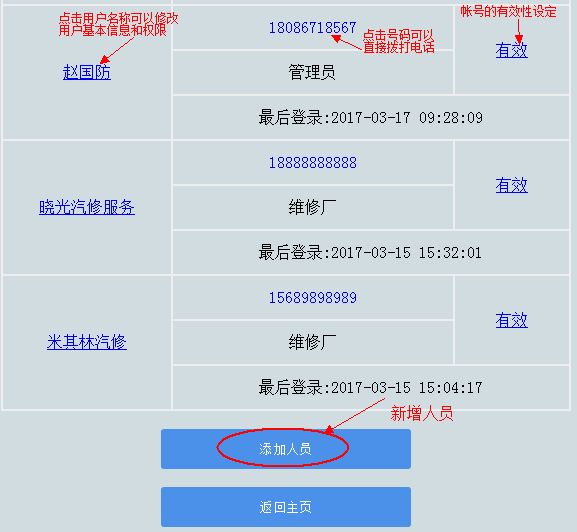 点击用户名称可以修改
用户基本信息和权限
赵国防
18086718567
点击号码可以
直接拨打电话
帐号的有效性设定
有效
管理员
最后登录:2017-03-17 09:28:09
晓光汽修服务
18888888888
有效
维修厂
最后登录:2017-03-15 15:32:01
米其林汽修
15689898989
有效
维修厂
最后登录:2017-03-15 15:04:17
新增人员
添加人员
返回主页